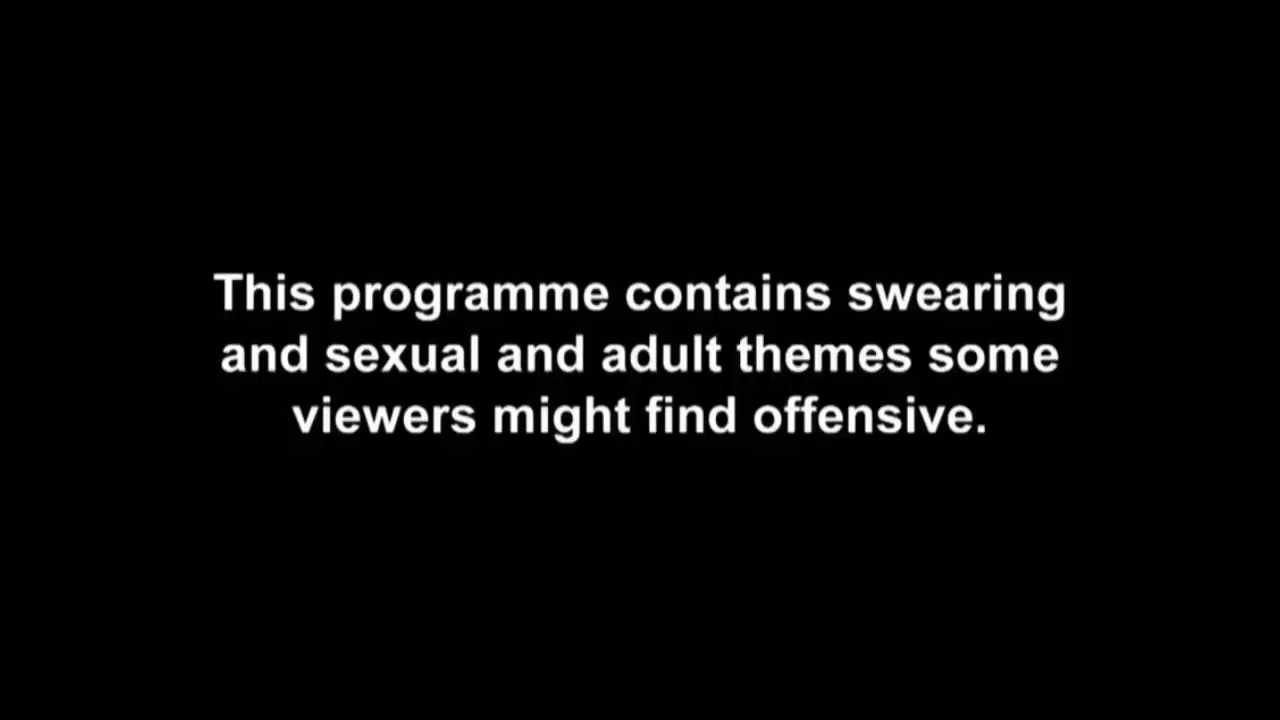 This programme contains swearing
and sexual and adult themes some
viewers might find offensive.